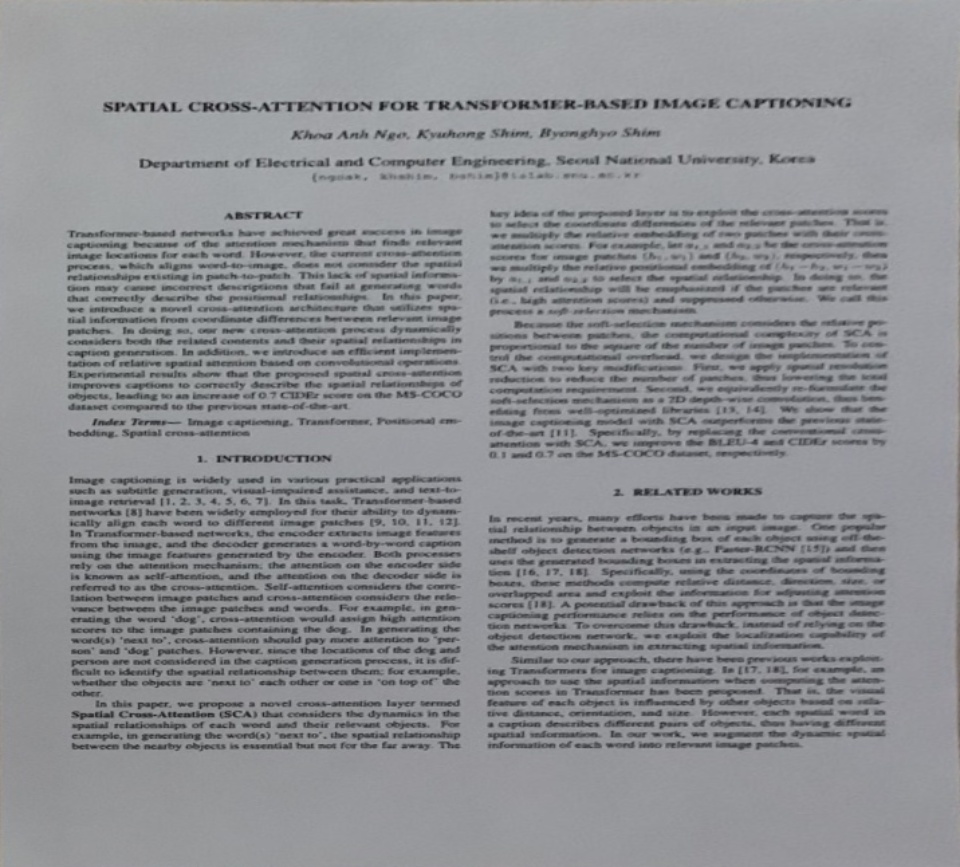 SPATIAL CROSS-ATTENTION FOR TRANSFORMER-BASED IMAGE CAPTIONING
Khoa Anh Ngo, Kyuhong Shim, Byonghyo Shim
Department of Electrical and Computer Engineering, Seoul National University, Korea
ABSTRACT
Transformer-based networks have achieved great success in image
captioning because of the attention mechanism that finds relevant
image locations for each word. However, the current cross-attention
process, which aligns word-to-image, does not consider the spatial
relationships existing in patch-to-patch. This lack of spatial informa-
tion may cause incorrect descriptions that fail at generating words
that correctly describe the positional relationships. In this paper,
we introduce a novel cross-attention architecture that utilizes spa-
tial information from coordinate differences between relevant image
patches. In doing so, our new cross-attention process dynamically
considers both the related contents and their spatial relationships in
caption generation. In addition, we introduce an efficient implemen-
tation of relative spatial attention based on convolutional operations.
Experimental results show that the proposed spatial cross-attention
improves captions to correctly describe the spatial relationships of
objects, leading to an increase of 0.7 CIDEr score on the MS-COCO
dataset compared to the previous state-of-the-art.
Index Terms— Image captioning, Transformer, Positional em-
bedding, Spatial cross-attention
1. INTRODUCTION
Image captioning is widely used in various practical applications
such as subtitle generation, visual-impaired assistance, and text-to-
image retrieval [1, 2, 3, 4, 5, 6, 7]. In this task, Transformer-based
networks [8] have been widely employed for their ability to dynam-
ically align each word to different image patches [9, 10, 11, 12].
In Transformer-based networks, the encoder extracts image features
from the image, and the decoder generates a word-by-word caption
using the image features generated by the encoder. Both processes
rely on the attention mechanism; the attention on the encoder side
is known as self-attention, and the attention on the decoder side is
referred to as the cross-attention. Self-attention considers the corre-
lation between image patches and cross-attention considers the rele-
vance between the image patches and words. For example, in gen-
erating the word 'dog', cross-attention would assign high attention
scores to the image patches containing the dog. In generating the
word(s) 'next to', cross-attention should pay more attention to 'per-
son' and 'dog' patches. However, since the locations of the dog and
person are not considered in the caption generation process, it is dif-
ficult to identify the spatial relationship between them; for example,
whether the objects are 'next to' each other or one is 'on top of' the
other.
In this paper, we propose a novel cross-attention layer termed
Spatial Cross-Attention (SCA) that considers the dynamics in the
spatial relationships of each word and their relevant objects. For
example, in generating the word(s) 'next to', the spatial relationship
between the nearby objects is essential but not for the far away. The
key idea of the proposed layer is to exploit the cross-attention scores
to select the coordinate differences of the relevant patches. That is,
we multiply the relative embedding of two patches with their cross-
attention scores. For example, let and be the cross-attention
scores for image patches and respectively, then
we multiply the relative positional embedding of
by and to select the spatial relationship. In doing so, the
spatial relationship will be emphasized if the patches are relevant
(i.e., high attention scores) and suppressed otherwise. We call this
process a soft-selection mechanism.
Because the soft-selection mechanism considers the relative po-
sitions between patches, the computational complexity of SCA is
proportional to the square of the number of image patches. To con-
trol the computational overhead, we design the implementation of
SCA with two key modifications. First, we apply spatial resolution
reduction to reduce the number of patches, thus lowering the total
computation requirement. Second, we equivalently re-formulate the
soft-selection mechanism as a 2D depth-wise convolution, thus ben-
efiting from well-optimized libraries [13, 14]. We show that the
image captioning model with SCA outperforms the previous state-
of-the-art [11]. Specifically, by replacing the conventional cross-
attention with SCA, we improve the BLEU-4 and CIDEr scores by
0.1 and 0.7 on the MS-COCO dataset, respectively.
2. RELATED WORKS
In recent years, many efforts have been made to capture the spa-
tial relationship between objects in an input image. One popular
method is to generate a bounding box of each object using off-the-
shelf object detection networks (e.g., Faster-RCNN [15]) and then
uses the generated bounding boxes in extracting the spatial informa-
tion [16, 17, 18]. Specifically, using the coordinates of bounding
boxes, these methods compute relative distance, direction, size, or
overlapped area and exploit the information for adjusting attention
scores [18]. A potential drawback of this approach is that the image
captioning performance relies on the performance of object detec-
tion networks. To overcome this drawback, instead of relying on the
object detection network, we exploit the localization capability of
the attention mechanism in extracting spatial information.
Similar to our approach, there have been previous works exploit-
ing Transformers for image captioning. In [17, 18], for example, an
approach to use the spatial information when computing the atten-
tion scores in Transformer has been proposed. That is, the visual
feature of each object is influenced by other objects based on rela-
tive distance, orientation, and size. However, each spatial word in
a caption describes different pairs of objects, thus having different
spatial information. In our work, we augment the dynamic spatial
information of each word into relevant image patches.